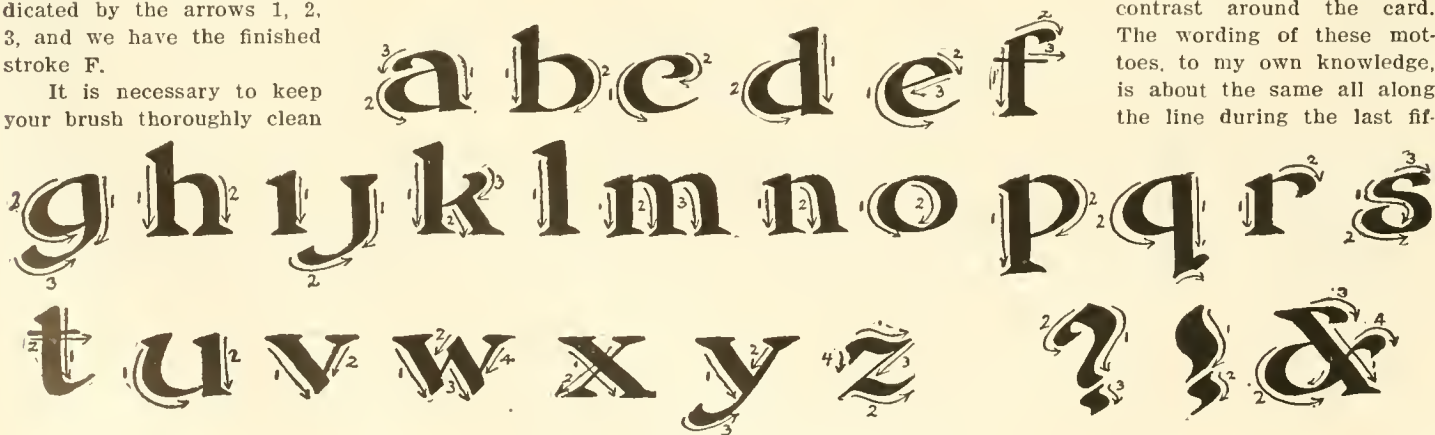 dicated by the arrows 1, 2,
3, and we have the finished
stroke F.
It is necessary to keep
your brush thoroughly clean
contrast around the card.
The wording of these mot-
toes, to my own knowledge,
is about the same all along
the line during the last fif-
a b c d e f
g h ı j k l m n o p q r s
t u v w x y z ? ! &